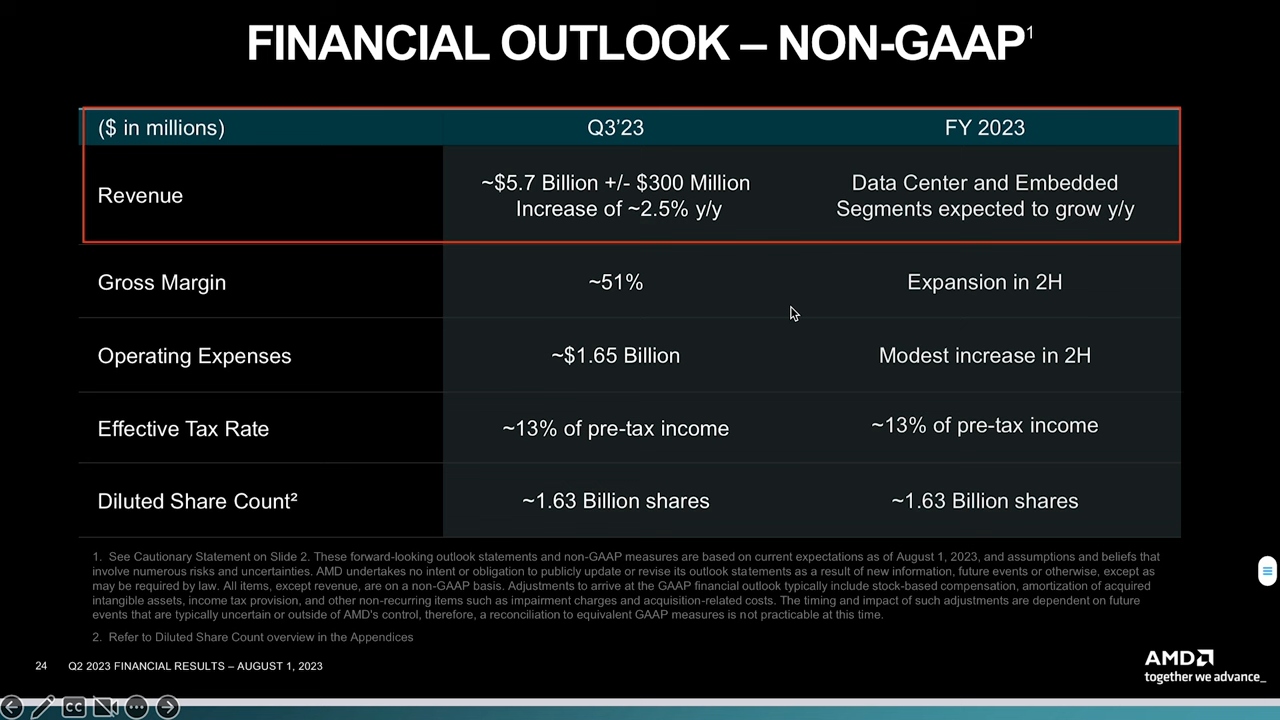 FINANCIAL OUTLOOK – NON-GAAP¹
($ in millions) Q3’23 FY 2023
Revenue
~$5.7 Billion +/- $300 Million
Increase of ~2.5% y/y
Data Center and Embedded
Segments expected to grow y/y
Gross Margin ~51% Expansion in 2H
Operating Expenses ~$1.65 Billion Modest increase in 2H
Effective Tax Rate ~13% of pre-tax income ~13% of pre-tax income
Diluted Share Count² ~1.63 Billion shares ~1.63 Billion shares
1. See Cautionary Statement on Slide 2. These forward-looking outlook statements and non-GAAP measures are based on current expectations as of August 1, 2023, and assumptions and beliefs that
involve numerous risks and uncertainties. AMD undertakes no intent or obligation to publicly update or revise its outlook statements as a result of new information, future events or otherwise, except as
may be required by law. All items, except revenue, are on a non-GAAP basis. Adjustments to arrive at the GAAP financial outlook typically include stock-based compensation, amortization of acquired
intangible assets, income tax provision, and other non-recurring items such as impairment charges and acquisition-related costs. The timing and impact of such adjustments are dependent on future
events that are typically uncertain or outside of AMD's control, therefore, a reconciliation to equivalent GAAP measures is not practicable at this time.
2. Refer to Diluted Share Count overview in the Appendices
24 Q2 2023 FINANCIAL RESULTS – AUGUST 1, 2023
AMD
together we advance_
CC